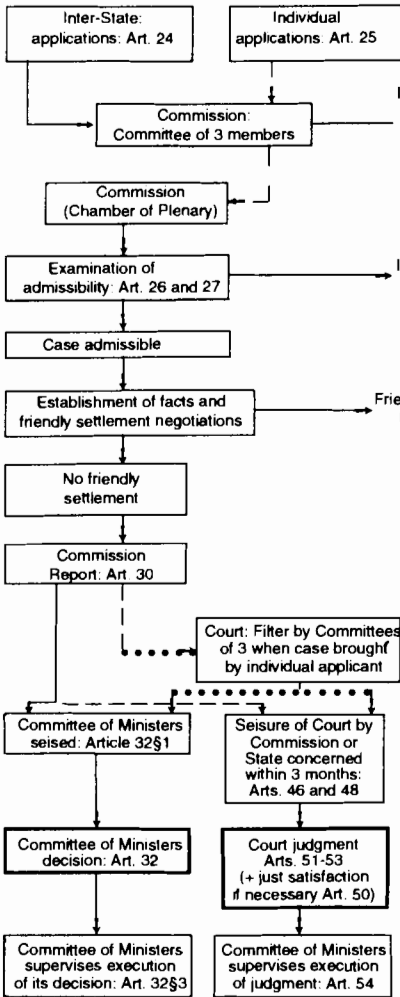 Inter-State:
applications: Art. 24
Individual
applications: Art. 25
Commission:
Committee of 3 members
Commission
(Chamber of Plenary)
Examination of
admissibility: Art. 26 and 27
Case admissible
Establishment of facts and
friendly settlement negotiations
Frie
No friendly
settlement
Commission
Report: Art. 30
Court: Filter by Committees
of 3 when case brought
by individual applicant
Committee of Ministers
seised: Article 32§1
Seizure of Court by
Commission or
State concerned
within 3 months:
Arts. 46 and 48
Committee of Ministers
decision: Art. 32
Court judgment
Arts. 51-53
(+ just satisfaction
if necessary Art. 50)
Committee of Ministers
supervises execution
of its decision: Art. 32§3
Committee of Ministers
supervises execution
of judgment: Art. 54